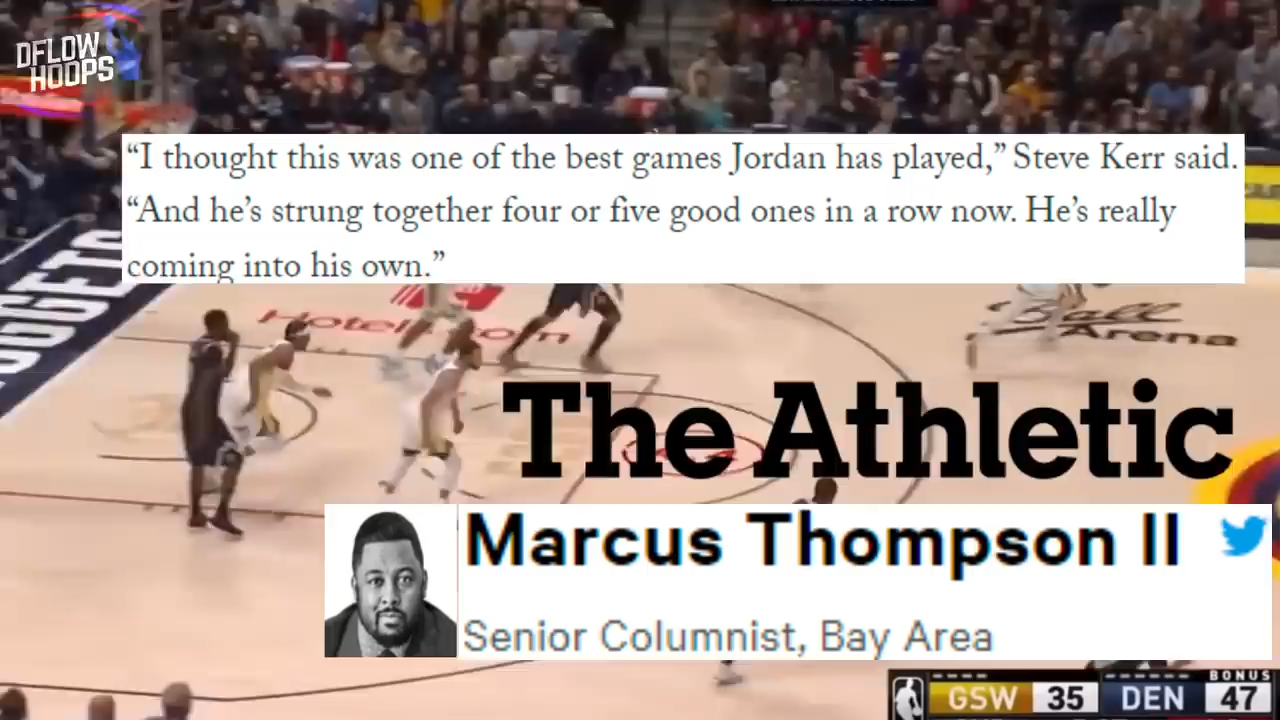 DFLOW
HOOPS
“I thought this was one of the best games Jordan has played,” Steve Kerr said.
“And he’s strung together four or five good ones in a row now. He’s really
coming into his own.”
Ball
Arena
The Athletic
Marcus Thompson II
Senior Columnist, Bay Area
BONUS
GSW 35 DEN 47